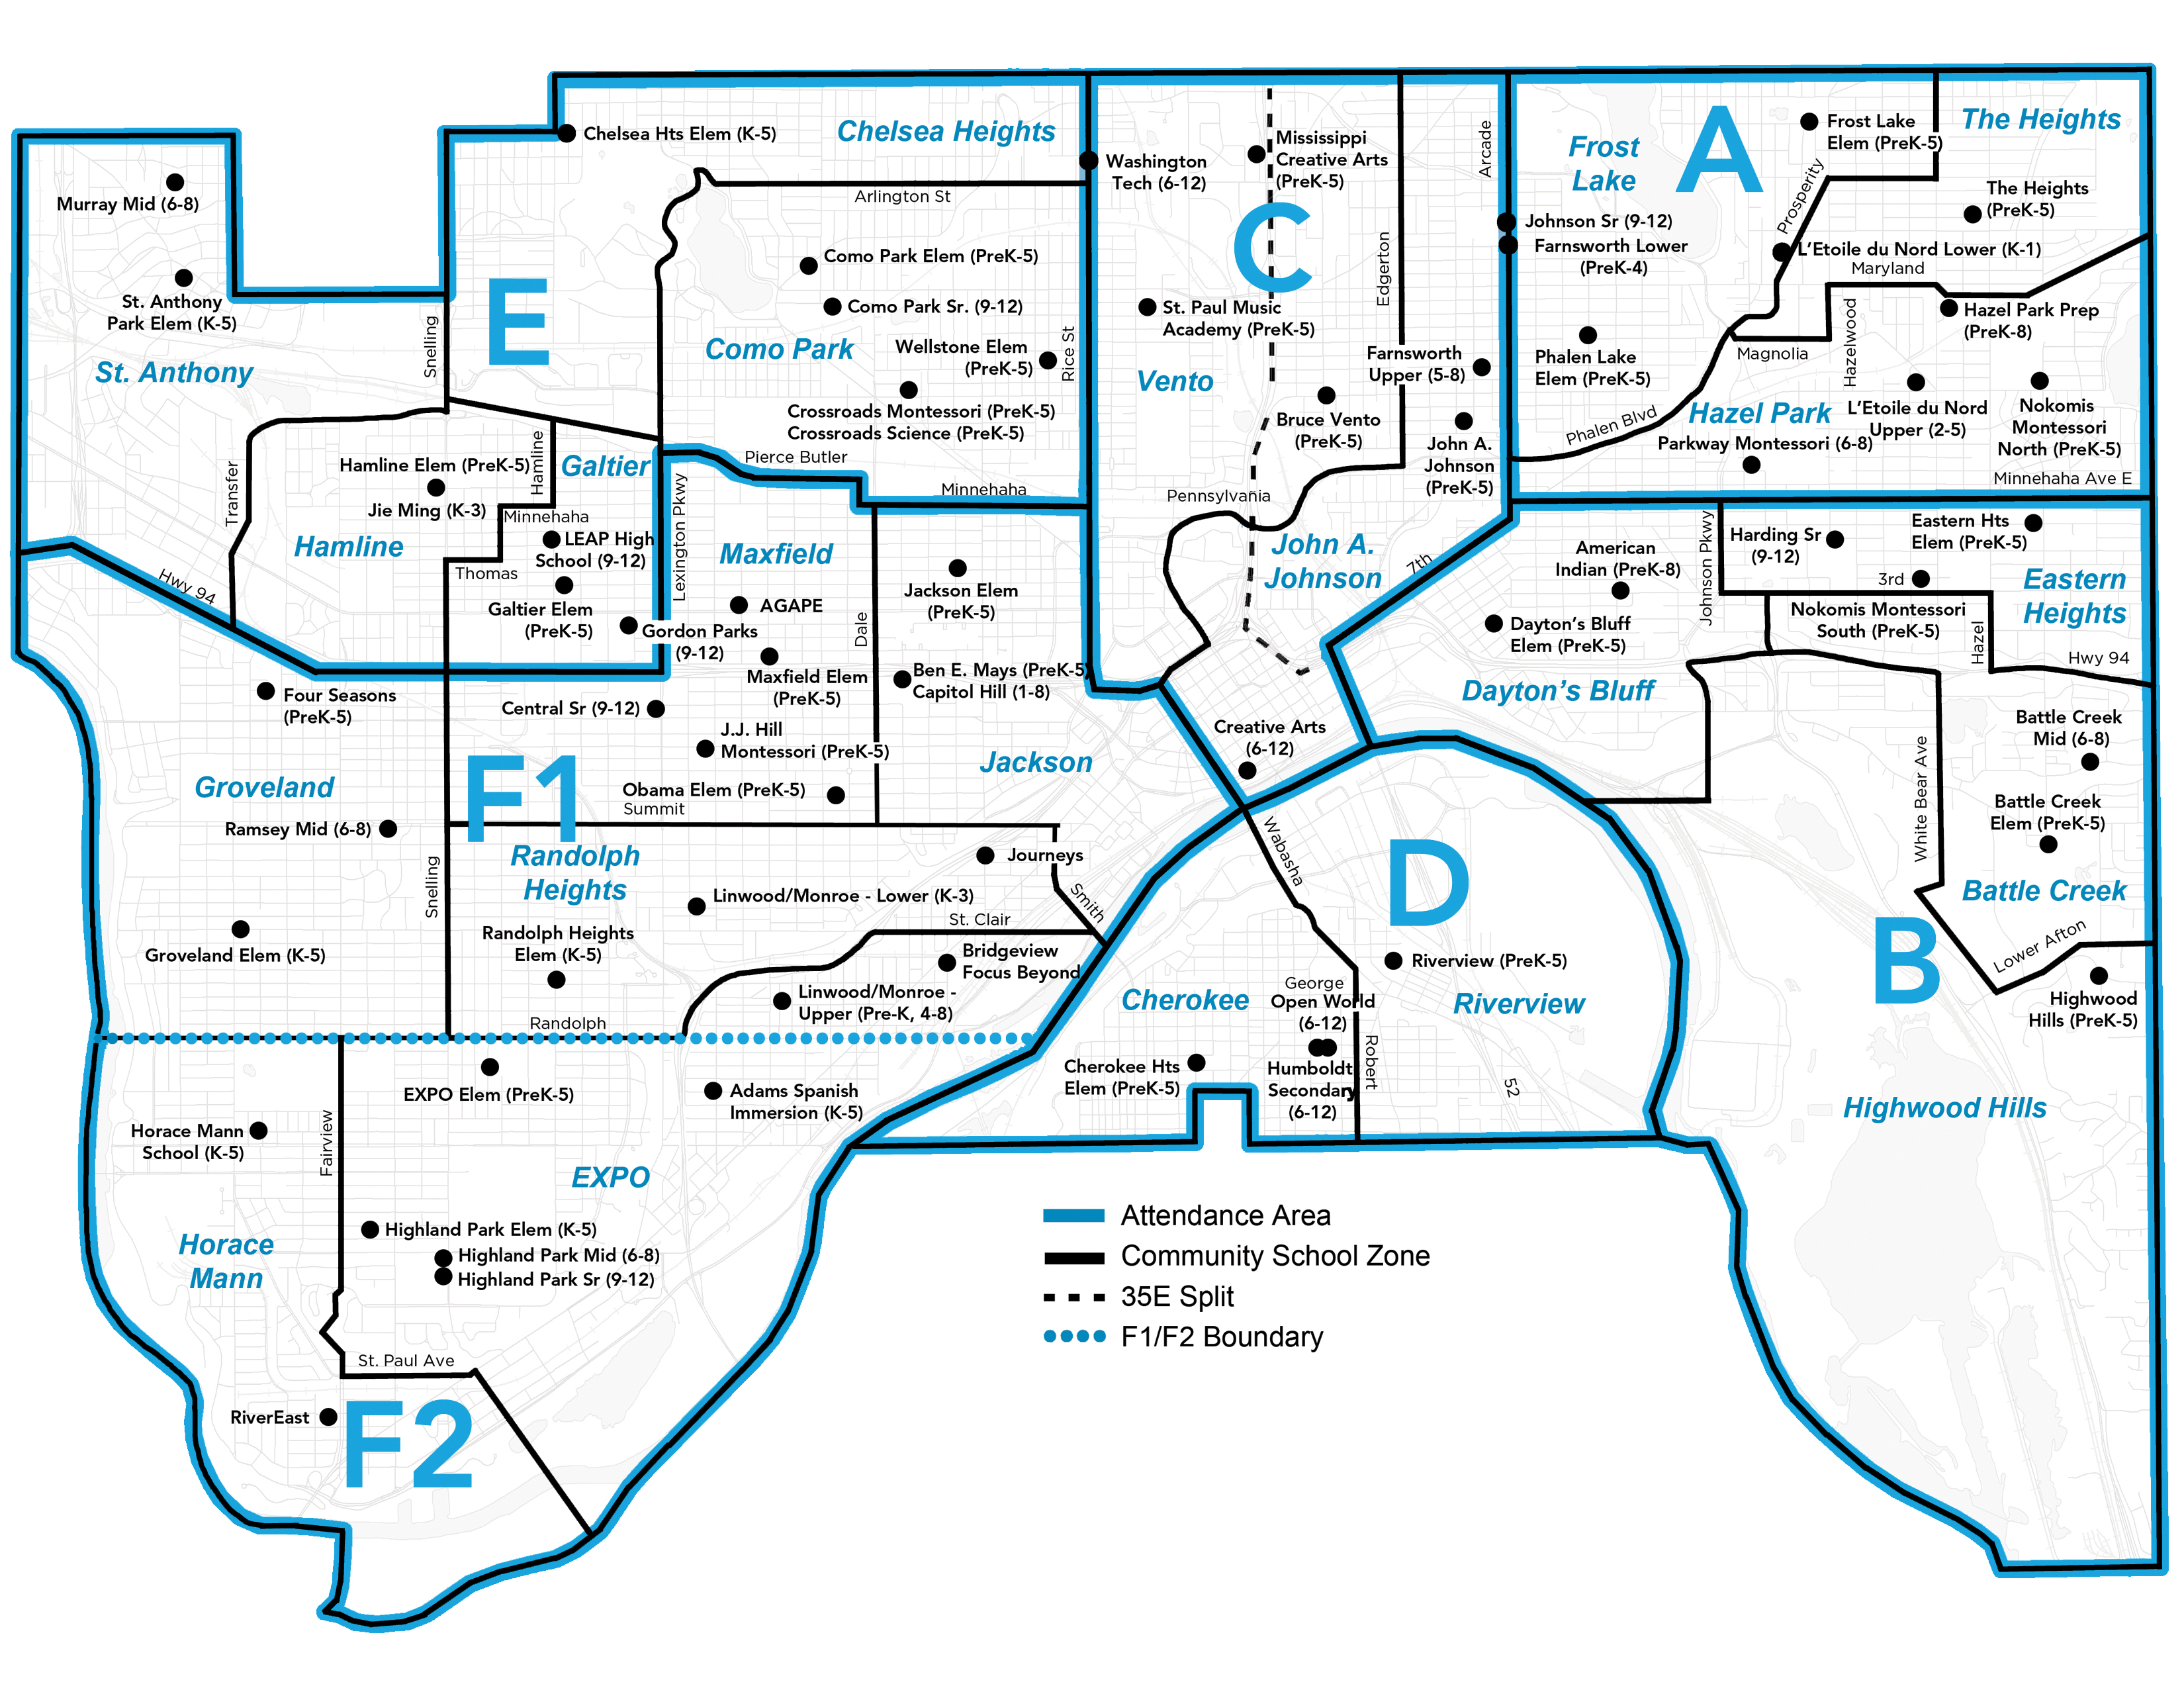 Chelsea Hts Elem (K-5)
Chelsea Heights
Arlington St
Murray Mid (6-8)
St. Anthony
Park Elem (K-5)
St. Anthony
Snelling
E
Como Park Elem (PreK-5)
Como Park Sr. (9-12)
Como Park
Wellstone Elem
(PreK-5)
Rice St
Crossroads Montessori (PreK-5)
Crossroads Science (PreK-5)
Pierce Butler
Minnehaha
Hamline Elem (PreK-5)
Jie Ming (K-3)
Hamline
Hamline
Transfer
Hwy 94
Galtier
Minnehaha
Thomas
LEAP High
School (9-12)
Galtier Elem
(PreK-5)
Lexington Pkwy
Gordon Parks
(9-12)
Washington
Tech (6-12)
Mississippi
Creative Arts
(PreK-5)
C
Arcade
Edgerton
St. Paul Music
Academy (PreK-5)
Vento
Bruce Vento
(PreK-5)
Farnsworth
Upper (5-8)
John A.
Johnson
(PreK-5)
Pennsylvania
John A.
Johnson
7th
Creative Arts
(6-12)
Johnson Sr (9-12)
Farnsworth Lower
(PreK-4)
Frost
Lake
A
Frost Lake
Elem (PreK-5)
The Heights
The Heights
(PreK-5)
Prosperity
L'Etoile du Nord Lower (K-1)
Maryland
Hazel Park Prep
(PreK-8)
Phalen Lake
Elem (PreK-5)
Magnolia
Hazelwood
Phalen Blvd
Hazel Park
L'Etoile du Nord
Upper (2-5)
Nokomis
Montessori
North (PreK-5)
Parkway Montessori (6-8)
Minnehaha Ave E
American
Indian (PreK-8)
Johnson Pkwy
Harding Sr
(9-12)
Eastern Hts
Elem (PreK-5)
3rd
Eastern
Heights
Nokomis Montessori
South (PreK-5)
Hazel
Hwy 94
Dayton's Bluff
Elem (PreK-5)
Dayton's Bluff
Battle Creek
Mid (6-8)
White Bear Ave
Battle Creek
Elem (PreK-5)
Battle Creek
B
Lower Afton
Highwood
Hills (PreK-5)
Highwood Hills
Maxfield
AGAPE
Maxfield Elem
(PreK-5)
Dale
Jackson Elem
(PreK-5)
Ben E. Mays (PreK-5)
Capitol Hill (1-8)
Jackson
Four Seasons
(PreK-5)
Central Sr (9-12)
J.J. Hill
Montessori (PreK-5)
F1
Obama Elem (PreK-5)
Summit
Groveland
Ramsey Mid (6-8)
Groveland Elem (K-5)
Snelling
Randolph
Heights
Journeys
Linwood/Monroe - Lower (K-3)
St. Clair
Smith
Randolph Heights
Elem (K-5)
Bridgeview
Focus Beyond
Linwood/Monroe -
Upper (Pre-K, 4-8)
Randolph
D
Wabasha
Riverview (PreK-5)
Riverview
Cherokee
George
Open World
(6-12)
Cherokee Hts
Elem (PreK-5)
Humboldt
Secondary
(6-12)
Robert
52
EXPO Elem (PreK-5)
Adams Spanish
Immersion (K-5)
Horace Mann
School (K-5)
Fairview
EXPO
Horace
Mann
Highland Park Elem (K-5)
Highland Park Mid (6-8)
Highland Park Sr (9-12)
St. Paul Ave
RiverEast
F2
Attendance Area
Community School Zone
35E Split
F1/F2 Boundary